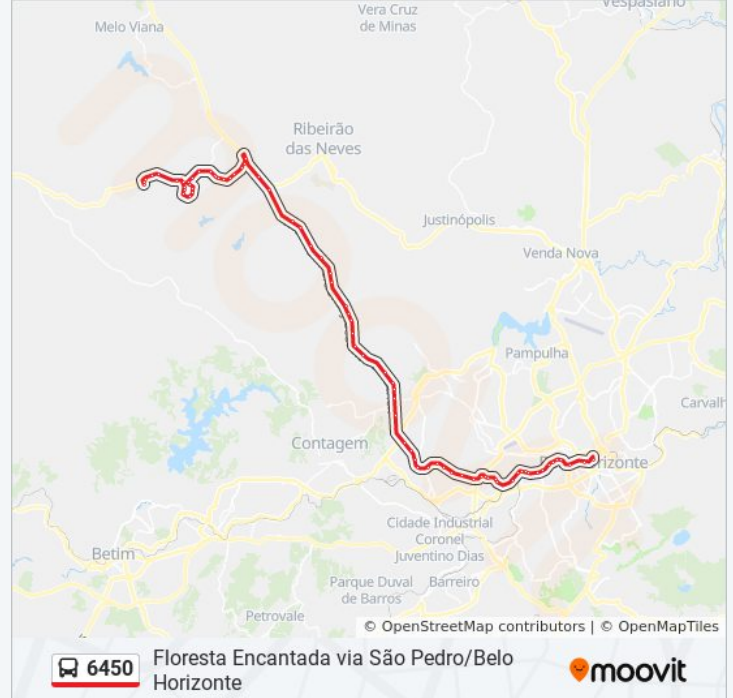 Vespasiano
Vera Cruz
de Minas
Melo Viana
Ribeirão
das Neves
Justinópolis
Venda Nova
Pampulha
Contagem
Horizonte
Cidade Industrial
Coronel
Juventino Dias
Betim
Parque Duval
de Barros
Barreiro
Petrovale
© OpenStreetMap contributors | © OpenMapTiles
6450
Floresta Encantada via São Pedro/Belo
Horizonte
moovit